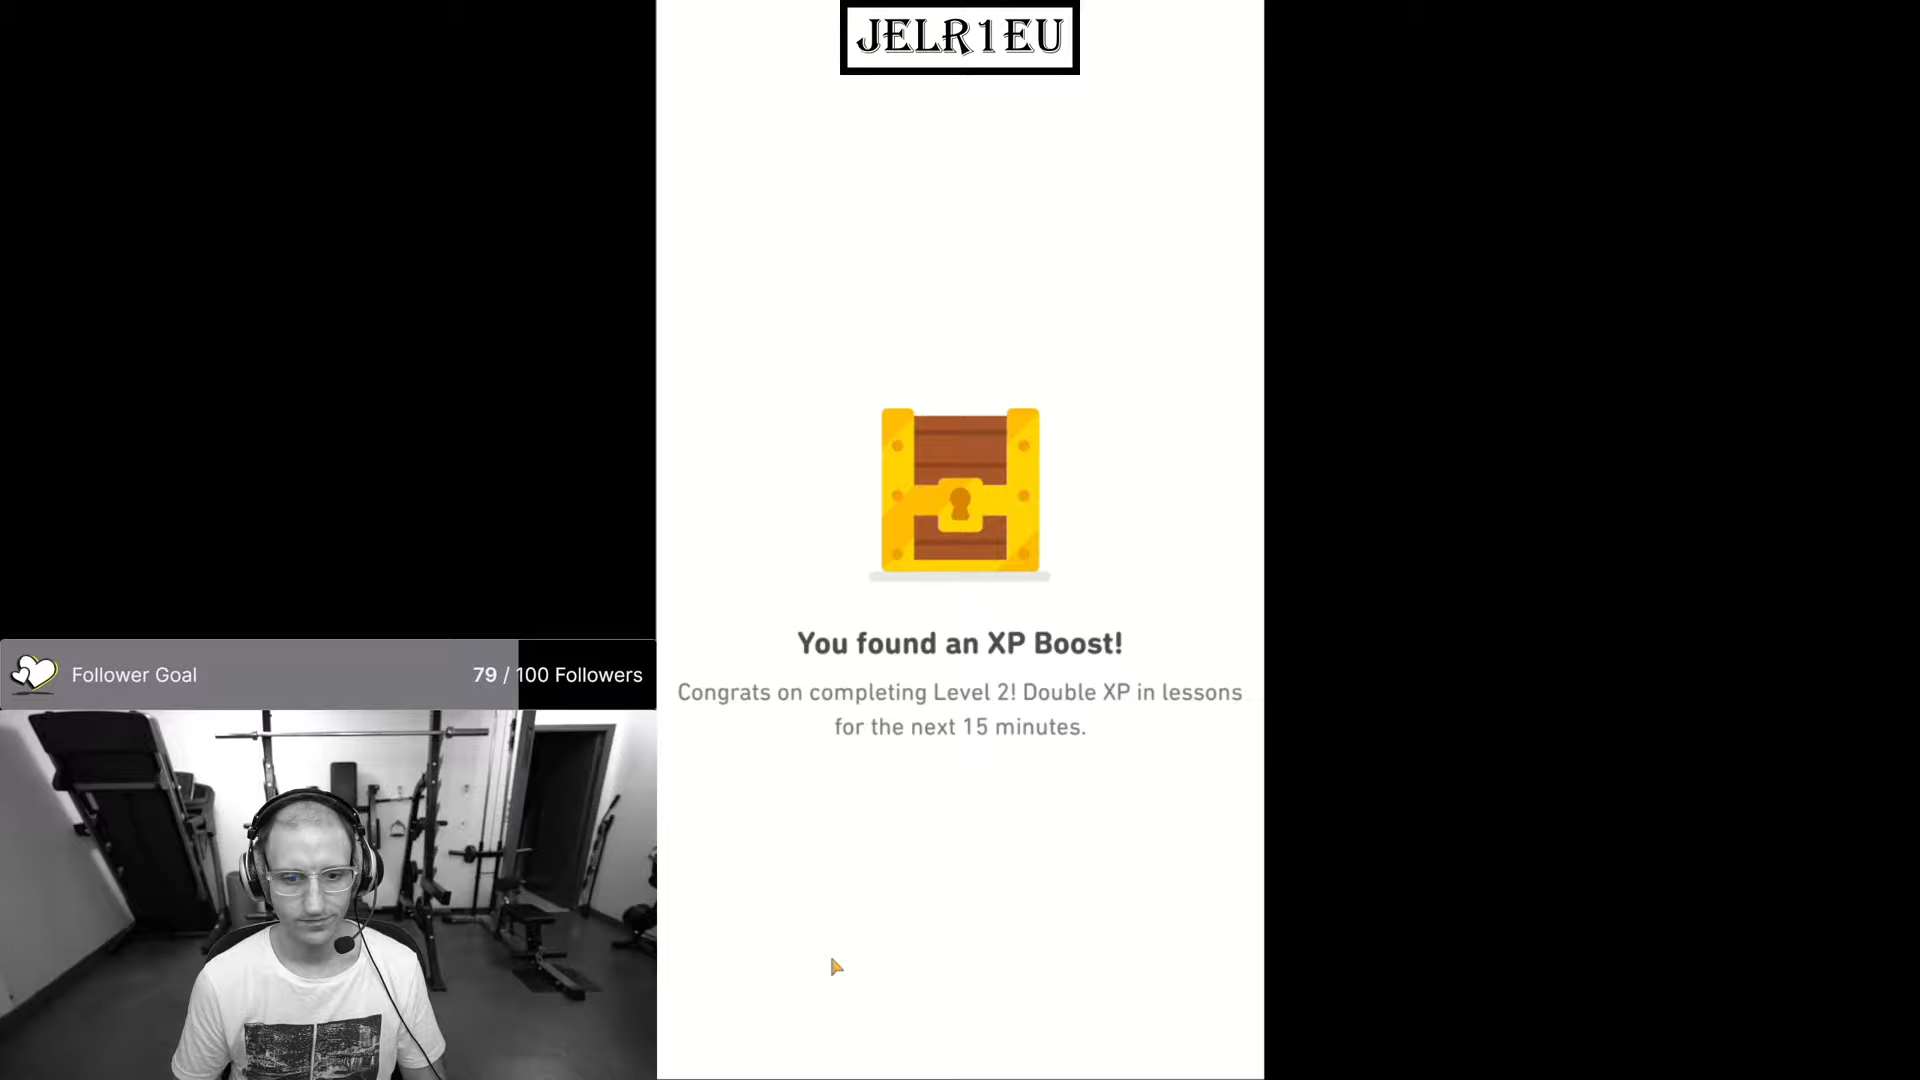 JELR1EU
You found an XP Boost!
Congrats on completing Level 2! Double XP in lessons
for the next 15 minutes.
Follower Goal
79 / 100 Followers